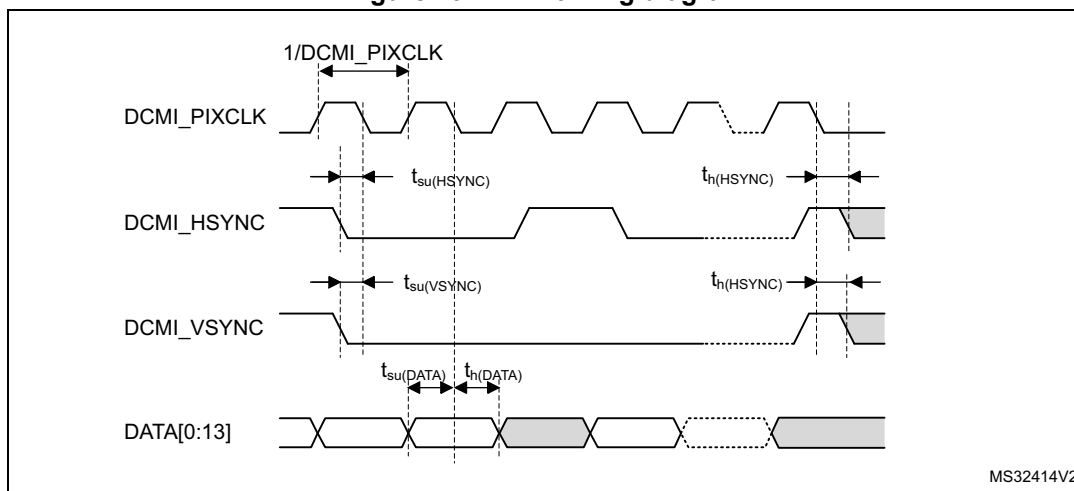 1/DCMI_PIXCLK
DCMI_PIXCLK
tsu(HSYNC)
th(HSYNC)
DCMI_HSYNC
tsu(VSYNC)
th(HSYNC)
DCMI_VSYNC
tsu(DATA) th(DATA)
DATA[0:13]
MS32414V2